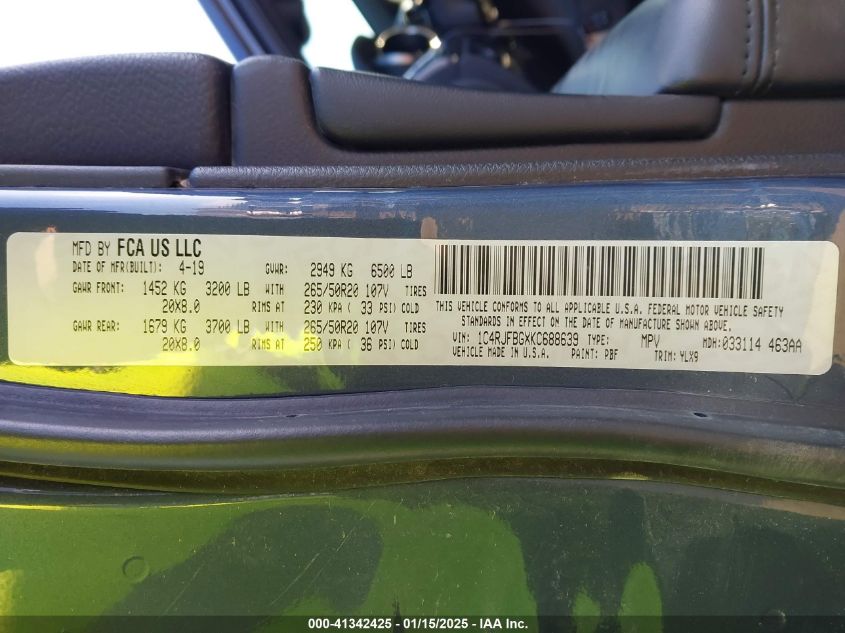 MFD BY FCA US LLC
DATE OF MFR(BUILT): 4-19 GVWR: 2949 KG 6500 LB
GAWR FRONT: 1452 KG 3200 LB WITH 265/50R20 107V TIRES
20X8.0 RIMS AT 230 KPA ( 33 PSI) COLD
GAWR REAR: 1679 KG 3700 LB WITH 265/50R20 107V TIRES
20X8.0 RIMS AT 250 KPA ( 36 PSI) COLD
THIS VEHICLE CONFORMS TO ALL APPLICABLE U.S.A. FEDERAL MOTOR VEHICLE SAFETY
STANDARDS IN EFFECT ON THE DATE OF MANUFACTURE SHOWN ABOVE.
VIN: 1C4RJFBGXKC688639 TYPE: MPV MDH:033114 463AA
VEHICLE MADE IN U.S.A. PAINT: PBF TRIM: YLX9
000-41342425 - 01/15/2025 - IAA Inc.